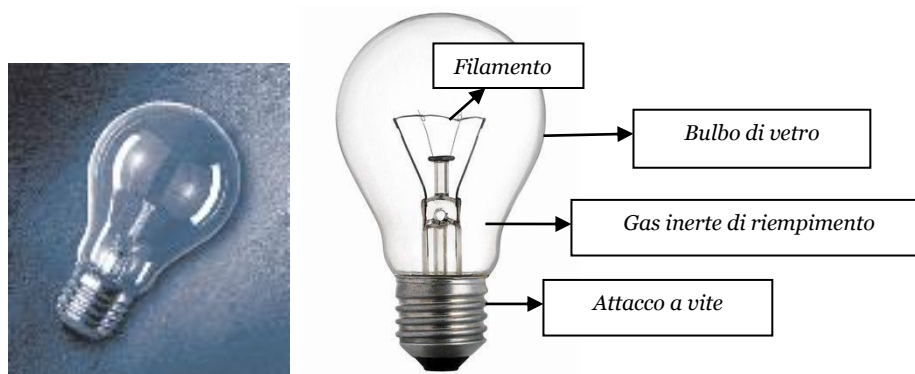 Filamento
Bulbo di vetro
Gas inerte di riempimento
Attacco a vite